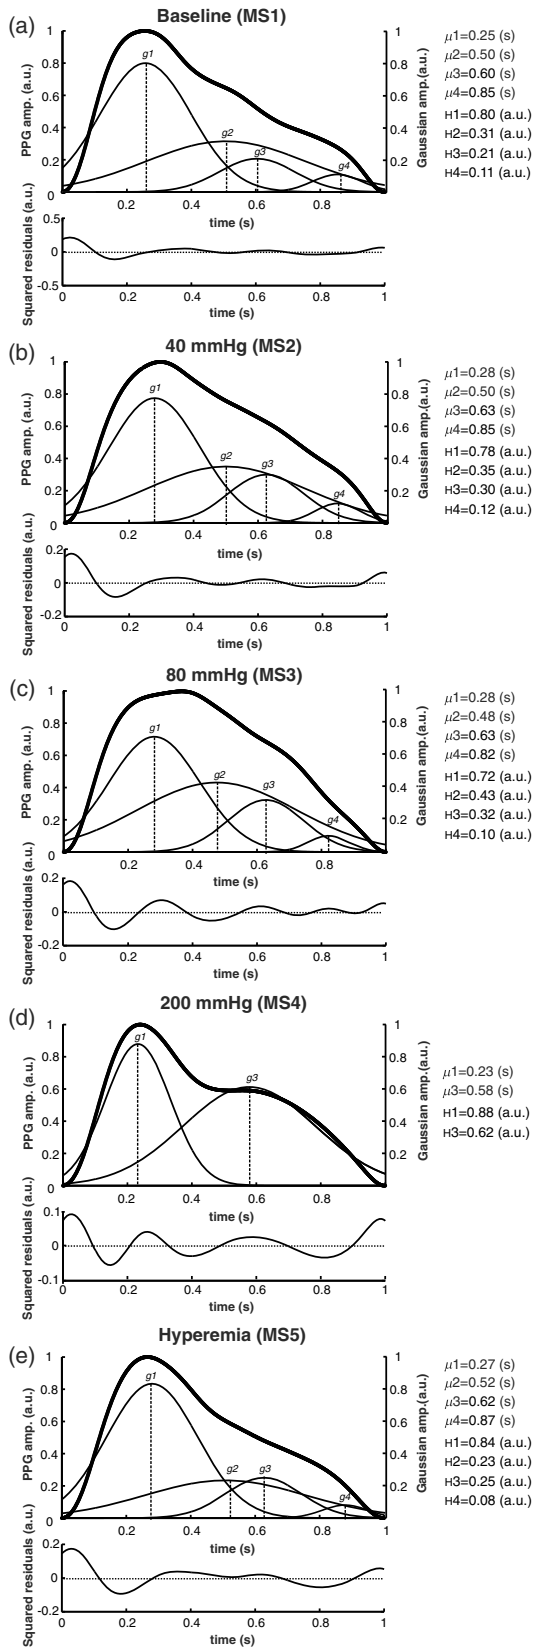 (a) Baseline (MS1)
PPG amp. (a.u.)
1
0.8
0.6
0.4
0.2
0
g1
g2
g3
g4
1
0.8
0.6
0.4
0.2
Gaussian amp.(a.u.)
0.2 0.4 0.6 0.8 1
time (s)
μ1=0.25 (s)
μ2=0.50 (s)
μ3=0.60 (s)
μ4=0.85 (s)
H1=0.80 (a.u.)
H2=0.31 (a.u.)
H3=0.21 (a.u.)
H4=0.11 (a.u.)
Squared residuals (a.u.)
0.5
0
-0.5
0 0.2 0.4 0.6 0.8 1
time (s)
(b) 40 mmHg (MS2)
PPG amp. (a.u.)
1
0.8
0.6
0.4
0.2
0
g1
g2
g3
g4
1
0.8
0.6
0.4
0.2
Gaussian amp.(a.u.)
0.2 0.4 0.6 0.8 1
time (s)
μ1=0.28 (s)
μ2=0.50 (s)
μ3=0.63 (s)
μ4=0.85 (s)
H1=0.78 (a.u.)
H2=0.35 (a.u.)
H3=0.30 (a.u.)
H4=0.12 (a.u.)
Squared residuals (a.u.)
0.2
0
-0.2
0 0.2 0.4 0.6 0.8 1
time (s)
(c) 80 mmHg (MS3)
PPG amp. (a.u.)
1
0.8
0.6
0.4
0.2
0
g1
g2
g3
g4
1
0.8
0.6
0.4
0.2
Gaussian amp.(a.u.)
0.2 0.4 0.6 0.8 1
time (s)
μ1=0.28 (s)
μ2=0.48 (s)
μ3=0.63 (s)
μ4=0.82 (s)
H1=0.72 (a.u.)
H2=0.43 (a.u.)
H3=0.32 (a.u.)
H4=0.10 (a.u.)
Squared residuals (a.u.)
0.2
0
-0.2
0 0.2 0.4 0.6 0.8 1
time (s)
(d) 200 mmHg (MS4)
PPG amp. (a.u.)
1
0.8
0.6
0.4
0.2
0
g1
g3
1
0.8
0.6
0.4
0.2
Gaussian amp.(a.u.)
0.2 0.4 0.6 0.8 1
time (s)
μ1=0.23 (s)
μ3=0.58 (s)
H1=0.88 (a.u.)
H3=0.62 (a.u.)
Squared residuals (a.u.)
0.1
0
-0.1
0 0.2 0.4 0.6 0.8 1
time (s)
(e) Hyperemia (MS5)
PPG amp. (a.u.)
1
0.8
0.6
0.4
0.2
0
g1
g2
g3
g4
1
0.8
0.6
0.4
0.2
Gaussian amp.(a.u.)
0.2 0.4 0.6 0.8 1
time (s)
μ1=0.27 (s)
μ2=0.52 (s)
μ3=0.62 (s)
μ4=0.87 (s)
H1=0.84 (a.u.)
H2=0.23 (a.u.)
H3=0.25 (a.u.)
H4=0.08 (a.u.)
Squared residuals (a.u.)
0.2
0
-0.2
0 0.2 0.4 0.6 0.8 1
time (s)